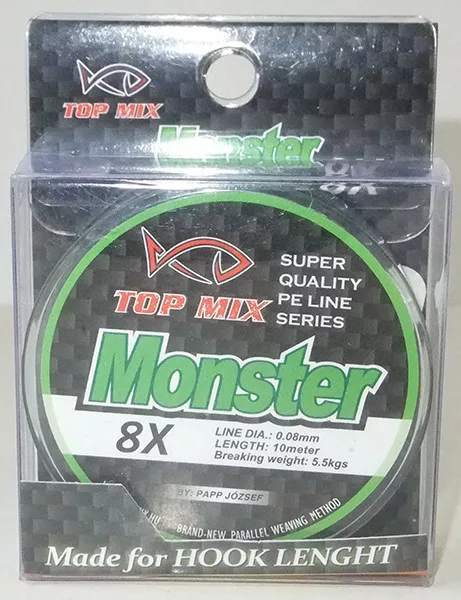 TOP MIX
Monster
8X
TOP MIX
SUPER
QUALITY
PE LINE
SERIES
Monster
8X
LINE DIA.: 0.08mm
LENGTH: 10meter
Breaking weight: 5.5kgs
BY: PAPP JÓZSEF
BRAND-NEW PARALLEL WEAVING METHOD
Made for HOOK LENGHT